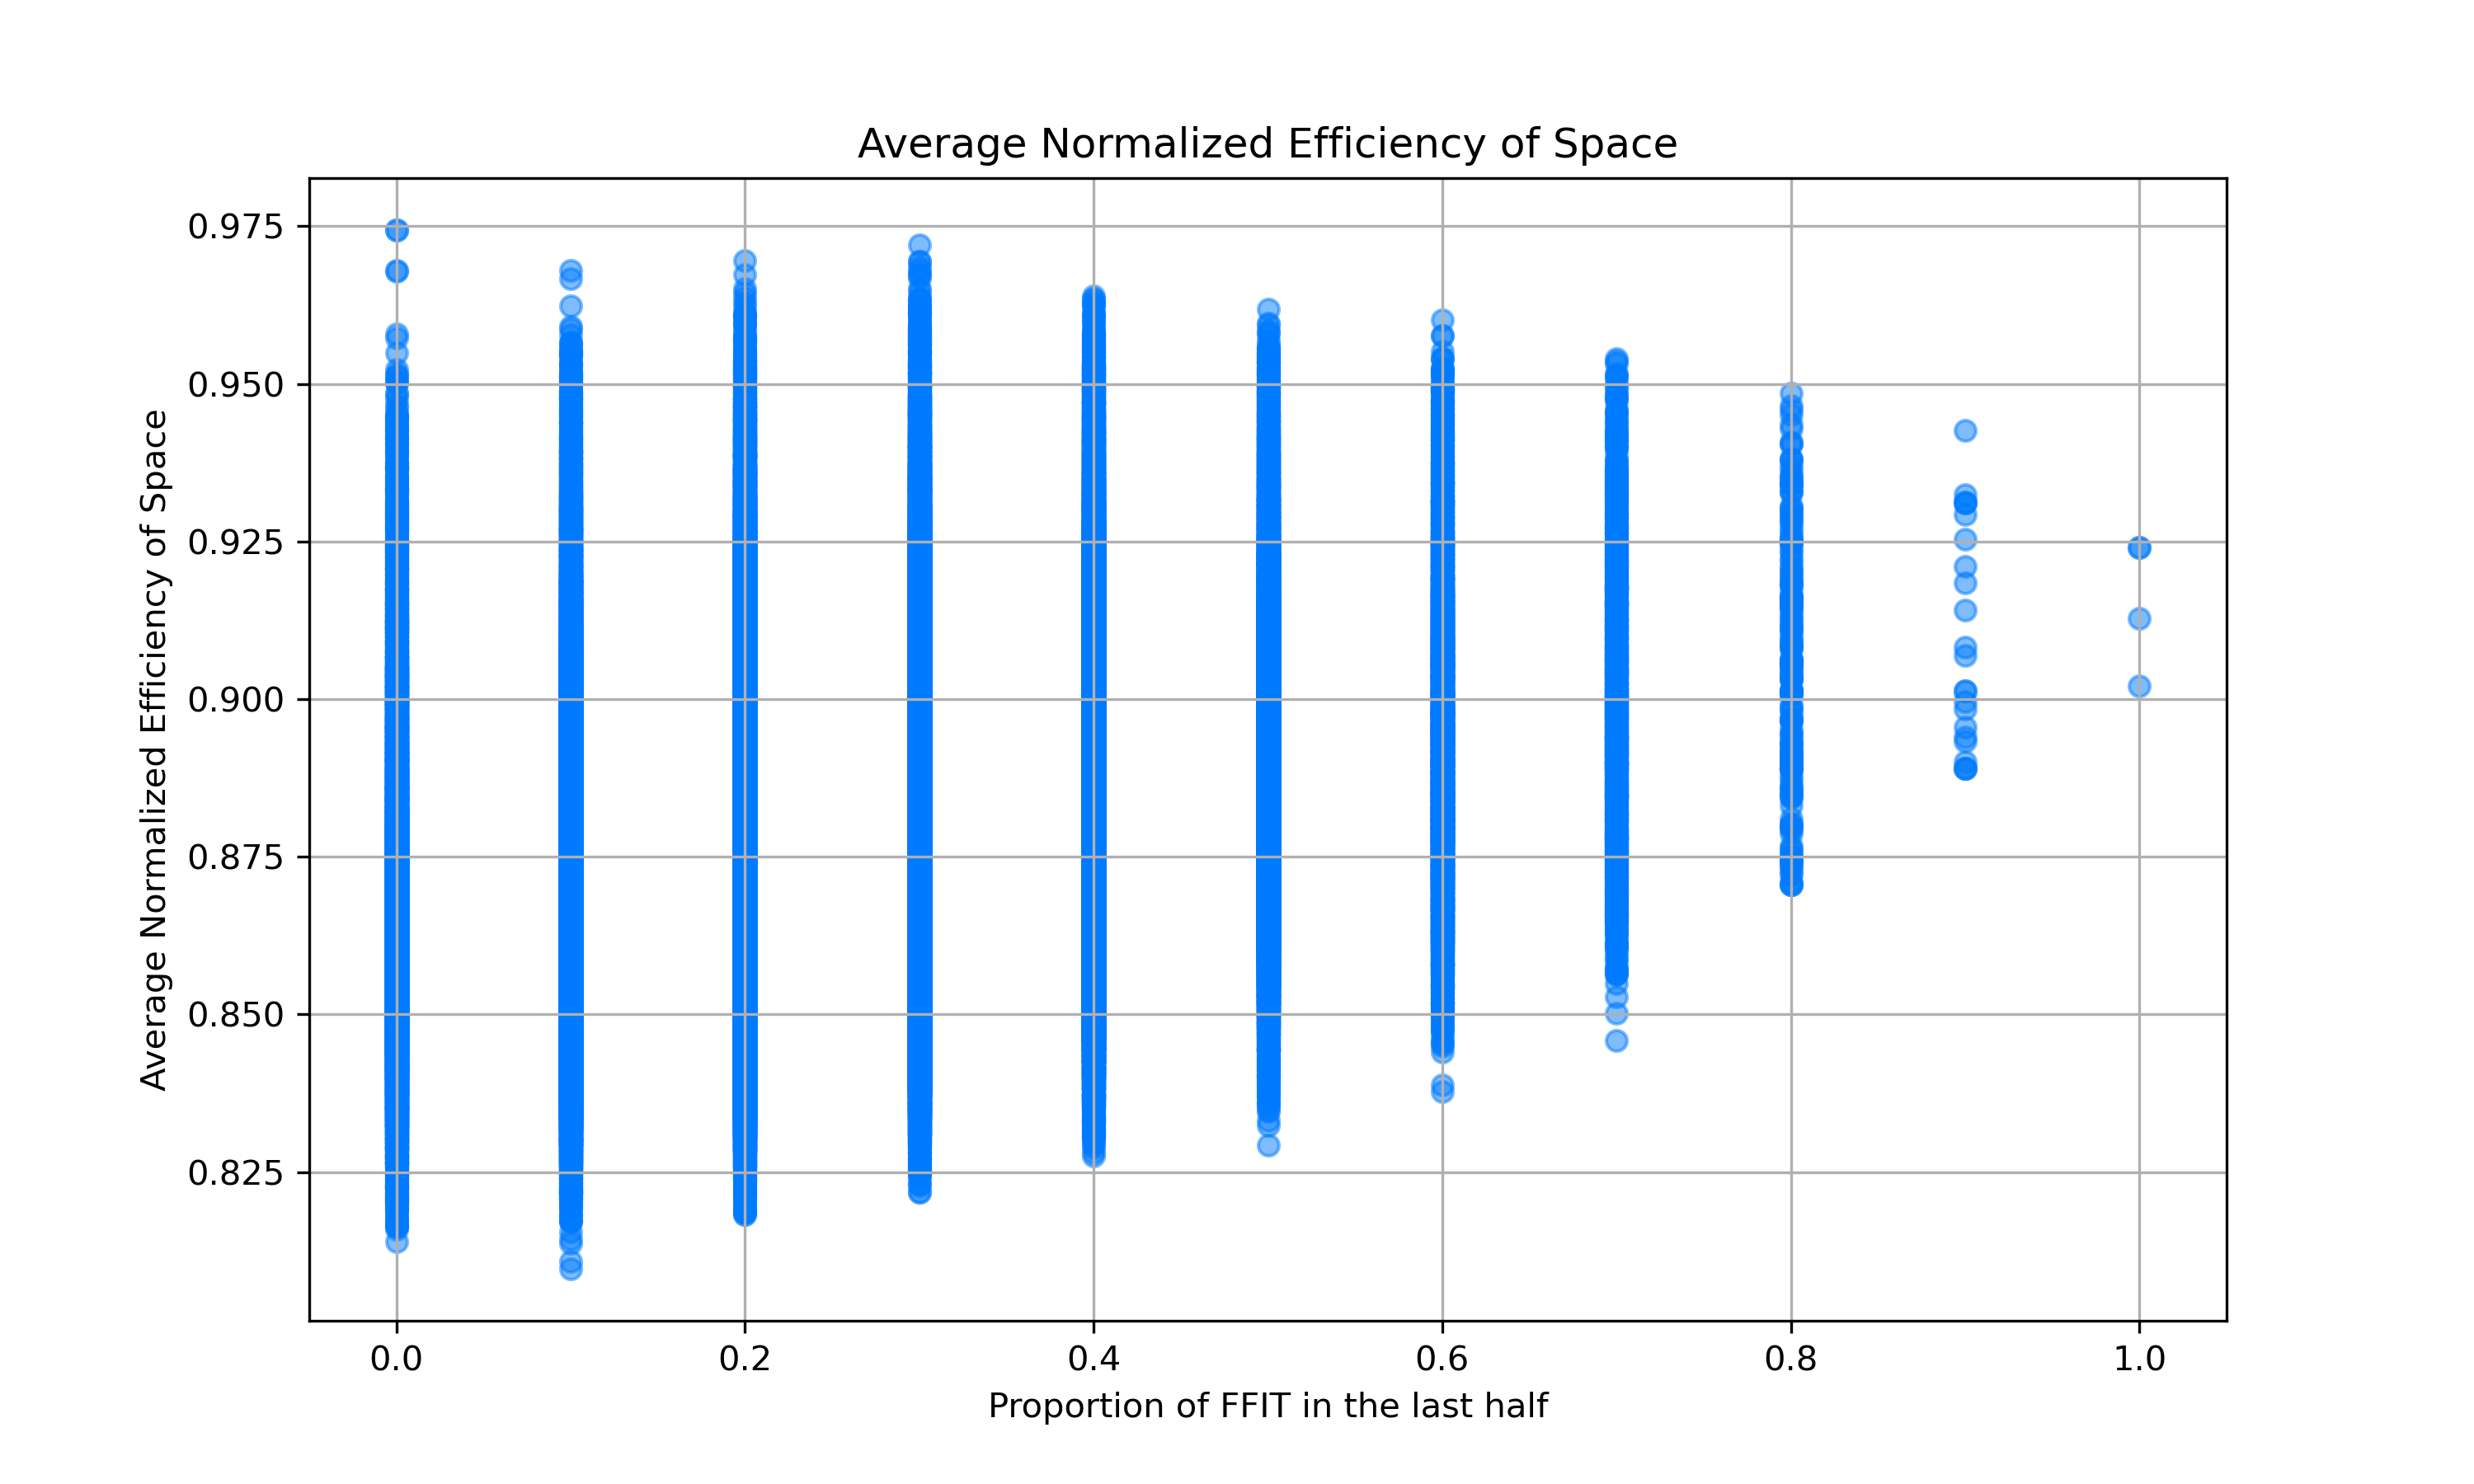 Average Normalized Efficiency of Space
Average Normalized Efficiency of Space
0.975
0.950
0.925
0.900
0.875
0.850
0.825
0.0 0.2 0.4 0.6 0.8 1.0
Proportion of FFIT in the last half